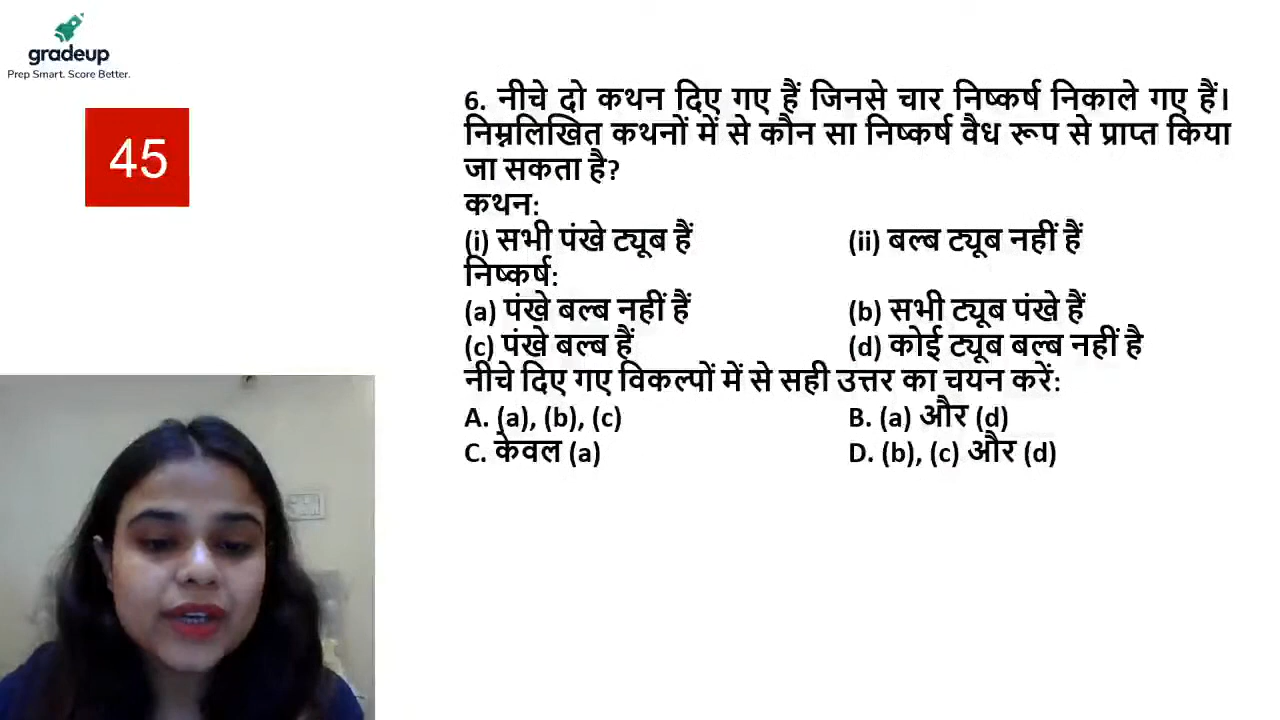 gradeup
Prep Smart. Score Better.
45
6. नीचे दो कथन दिए गए हैं जिनसे चार निष्कर्ष निकाले गए हैं।
निम्नलिखित कथनों में से कौन सा निष्कर्ष वैध रूप से प्राप्त किया
जा सकता है?
कथन:
(i) सभी पंखे ट्यूब हैं (ii) बल्ब ट्यूब नहीं हैं
निष्कर्ष:
(a) पंखे बल्ब नहीं हैं (b) सभी ट्यूब पंखे हैं
(c) पंखे बल्ब हैं (d) कोई ट्यूब बल्ब नहीं है
नीचे दिए गए विकल्पों में से सही उत्तर का चयन करें:
A. (a), (b), (c) B. (a) और (d)
C. केवल (a) D. (b), (c) और (d)